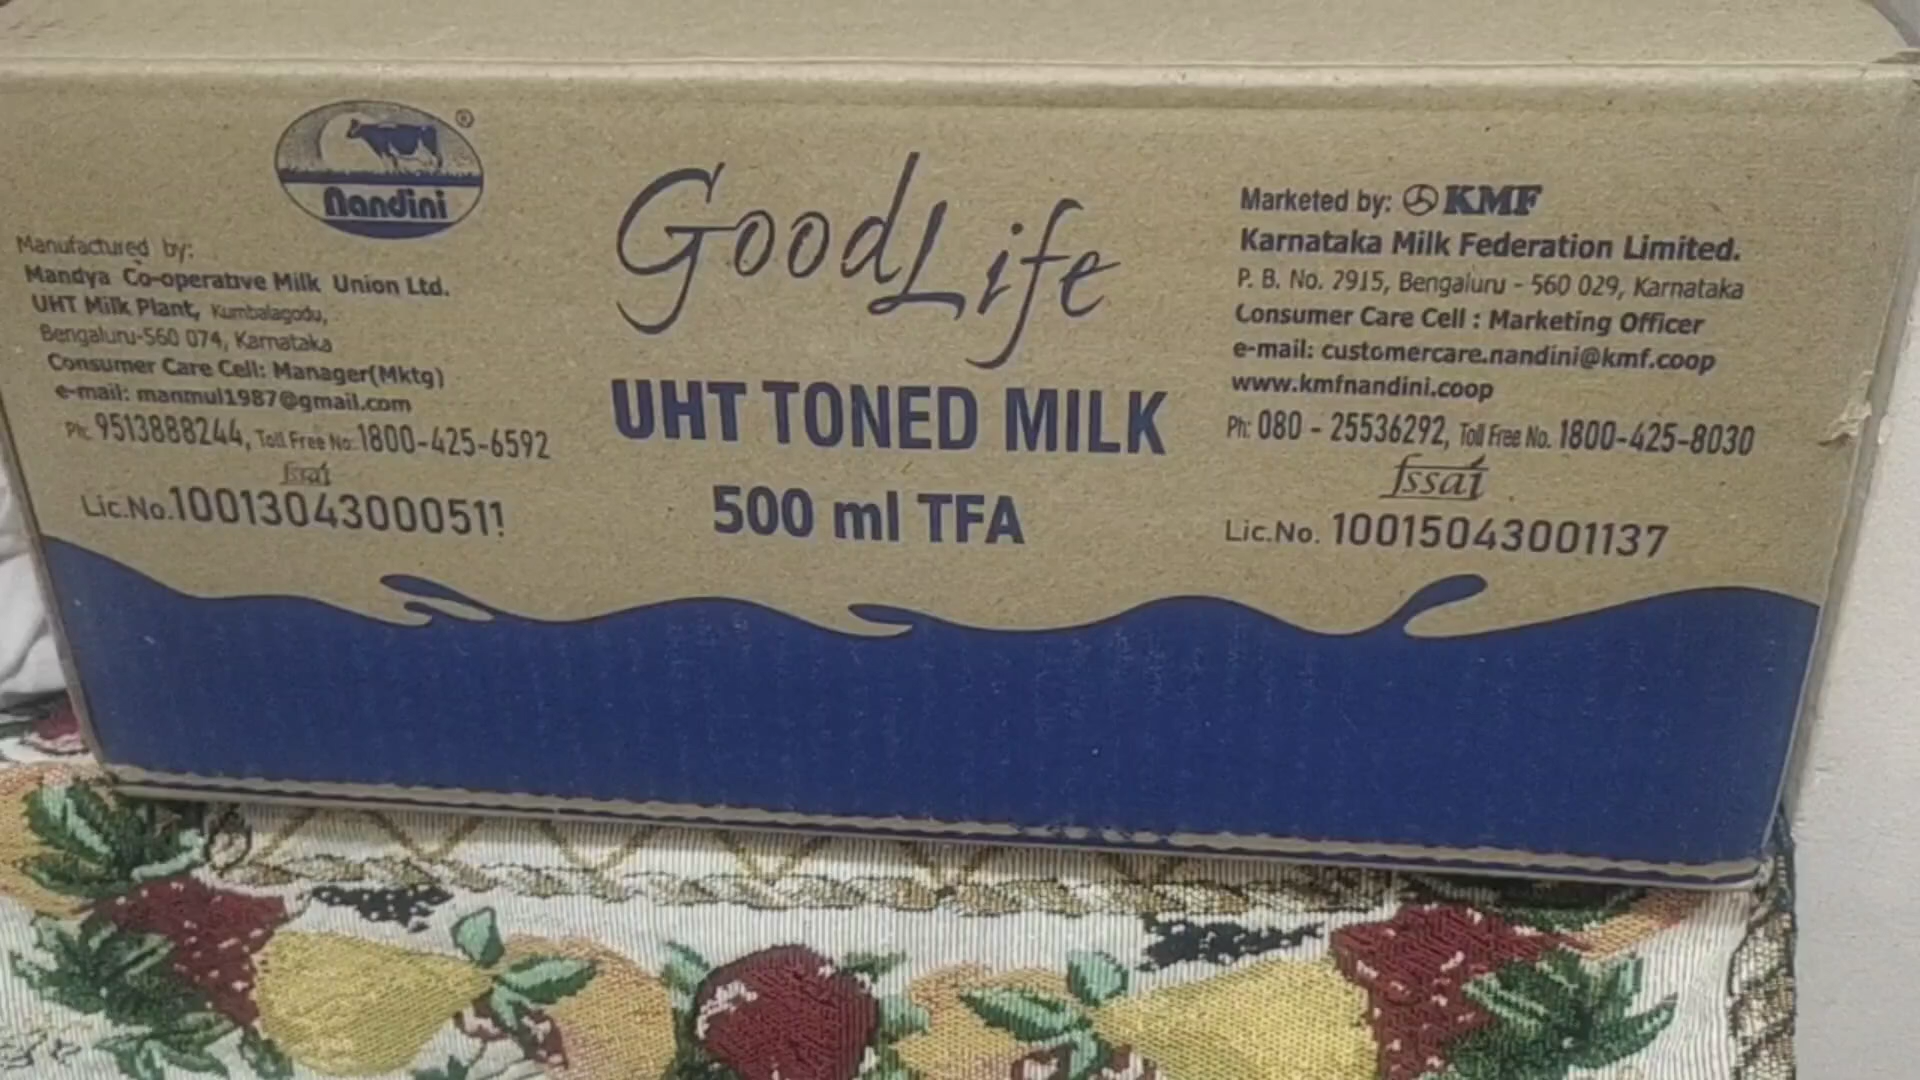 Nandini ®
Manufactured by:
Mandya Co-operative Milk Union Ltd.
UHT Milk Plant, Kumbalagodu,
Bengaluru-560 074, Karnataka
Consumer Care Cell: Manager(Mktg)
e-mail: manmul1987@gmail.com
Ph: 9513888244, Toll Free No: 1800-425-6592
fssai
Lic.No.10013043000511
GoodLife
UHT TONED MILK
500 ml TFA
Marketed by: KMF
Karnataka Milk Federation Limited.
P. B. No. 2915, Bengaluru - 560 029, Karnataka
Consumer Care Cell : Marketing Officer
e-mail: customercare.nandini@kmf.coop
www.kmfnandini.coop
Ph: 080 - 25536292, Toll Free No. 1800-425-8030
fssai
Lic.No. 10015043001137